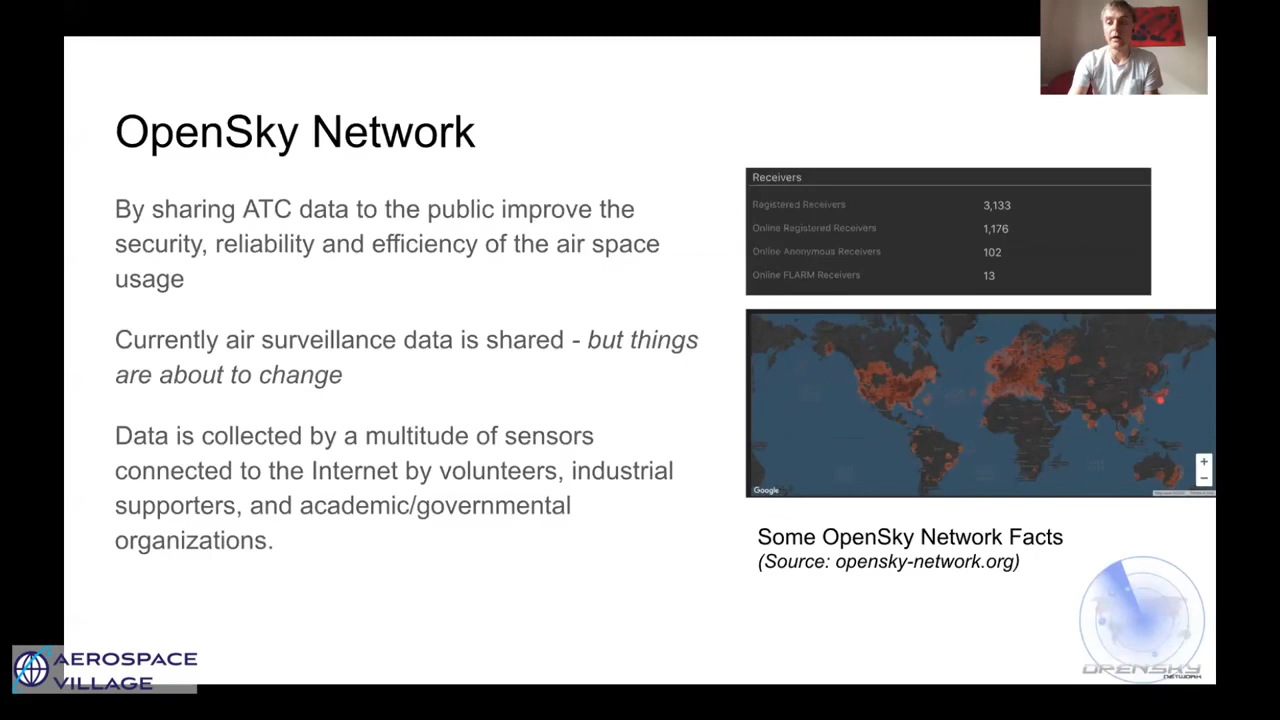 OpenSky Network
By sharing ATC data to the public improve the
security, reliability and efficiency of the air space
usage
Currently air surveillance data is shared - but things
are about to change
Data is collected by a multitude of sensors
connected to the Internet by volunteers, industrial
supporters, and academic/governmental
organizations.
Receivers
Registered Receivers 3,133
Online Registered Receivers 1,176
Online Anonymous Receivers 102
Online FLARM Receivers 13
+
−
Google
Some OpenSky Network Facts
(Source: opensky-network.org)
OPENSKY
NETWORK
AEROSPACE
VILLAGE